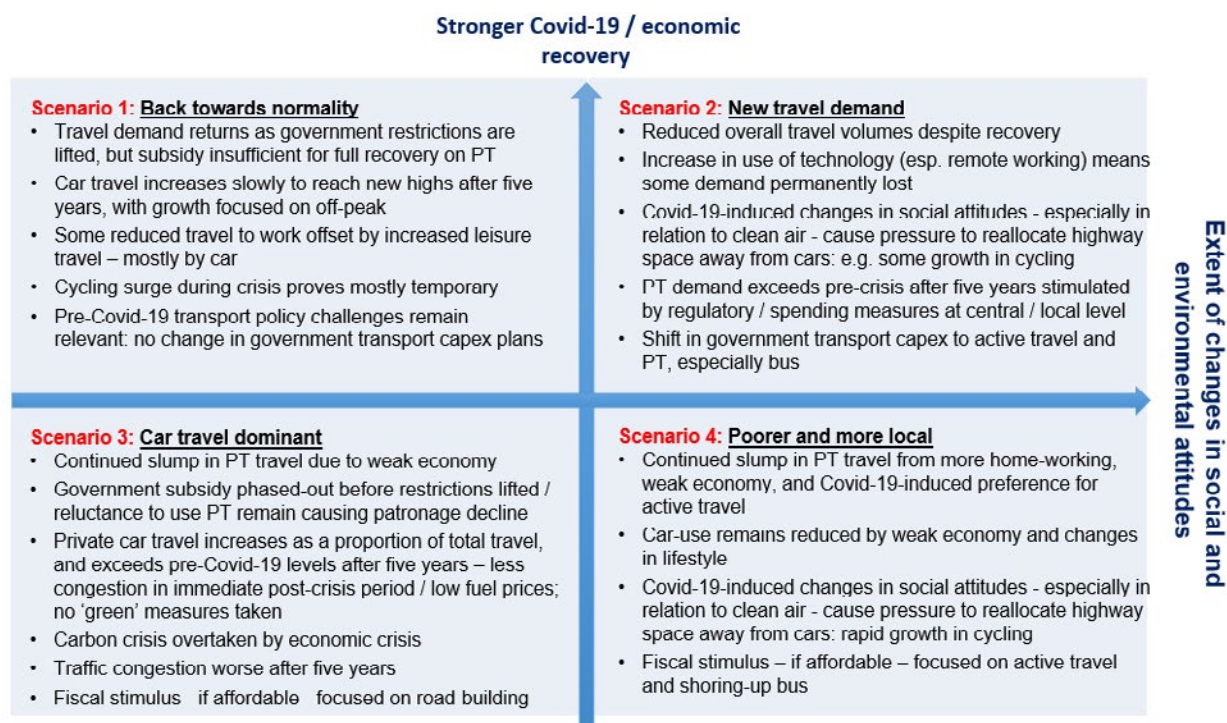 Stronger Covid-19 / economic
recovery
Scenario 1: Back towards normality
• Travel demand returns as government restrictions are
lifted, but subsidy insufficient for full recovery on PT
• Car travel increases slowly to reach new highs after five
years, with growth focused on off-peak
• Some reduced travel to work offset by increased leisure
travel – mostly by car
• Cycling surge during crisis proves mostly temporary
• Pre-Covid-19 transport policy challenges remain
relevant: no change in government transport capex plans
Scenario 2: New travel demand
• Reduced overall travel volumes despite recovery
• Increase in use of technology (esp. remote working) means
some demand permanently lost
• Covid-19-induced changes in social attitudes - especially in
relation to clean air - cause pressure to reallocate highway
space away from cars: e.g. some growth in cycling
• PT demand exceeds pre-crisis after five years stimulated
by regulatory / spending measures at central / local level
• Shift in government transport capex to active travel and
PT, especially bus
Scenario 3: Car travel dominant
• Continued slump in PT travel due to weak economy
• Government subsidy phased-out before restrictions lifted /
reluctance to use PT remain causing patronage decline
• Private car travel increases as a proportion of total travel,
and exceeds pre-Covid-19 levels after five years – less
congestion in immediate post-crisis period / low fuel prices;
no ‘green’ measures taken
• Carbon crisis overtaken by economic crisis
• Traffic congestion worse after five years
• Fiscal stimulus if affordable focused on road building
Scenario 4: Poorer and more local
• Continued slump in PT travel from more home-working,
weak economy, and Covid-19-induced preference for
active travel
• Car-use remains reduced by weak economy and changes
in lifestyle
• Covid-19-induced changes in social attitudes - especially in
relation to clean air - cause pressure to reallocate highway
space away from cars: rapid growth in cycling
• Fiscal stimulus – if affordable – focused on active travel
and shoring-up bus
Extent of changes in social and
environmental attitudes